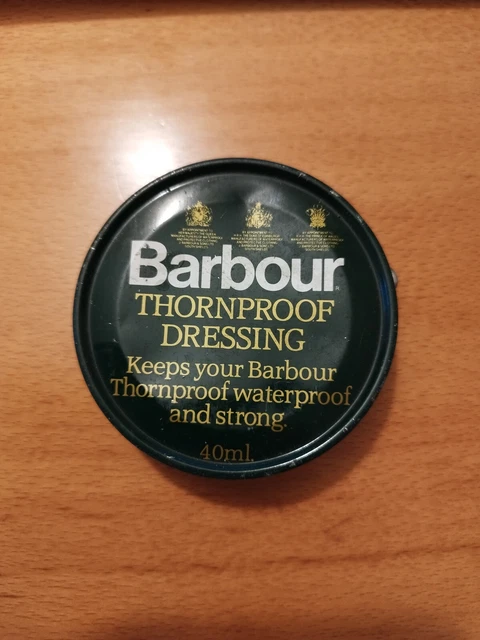 Barbour
THORNPROOF
DRESSING
Keeps your Barbour
Thornproof waterproof
and strong.
40ml.